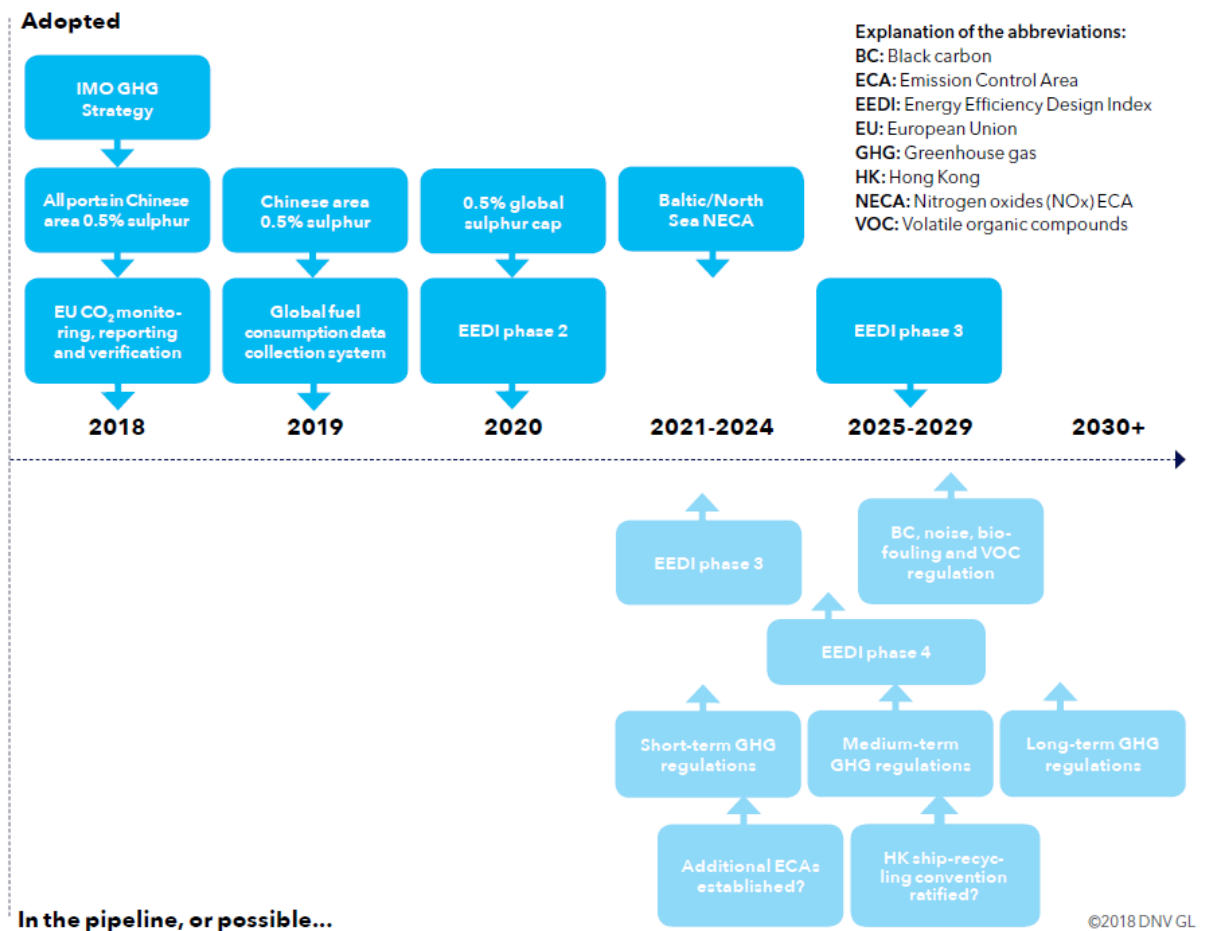 Adopted
Explanation of the abbreviations:
BC: Black carbon
ECA: Emission Control Area
EEDI: Energy Efficiency Design Index
EU: European Union
GHG: Greenhouse gas
HK: Hong Kong
NECA: Nitrogen oxides (NOx) ECA
VOC: Volatile organic compounds
IMO GHG
Strategy
All ports in Chinese
area 0.5% sulphur
Chinese area
0.5% sulphur
0.5% global
sulphur cap
Baltic/North
Sea NECA
EU CO₂ monito-
ring, reporting
and verification
Global fuel
consumption data
collection system
EEDI phase 2
EEDI phase 3
2018
2019
2020
2021-2024
2025-2029
2030+
EEDI phase 3
BC, noise, bio-
fouling and VOC
regulation
EEDI phase 4
Short-term GHG
regulations
Medium-term
GHG regulations
Long-term GHG
regulations
Additional ECAs
established?
HK ship-recyc-
ling convention
ratified?
In the pipeline, or possible...
©2018 DNV GL